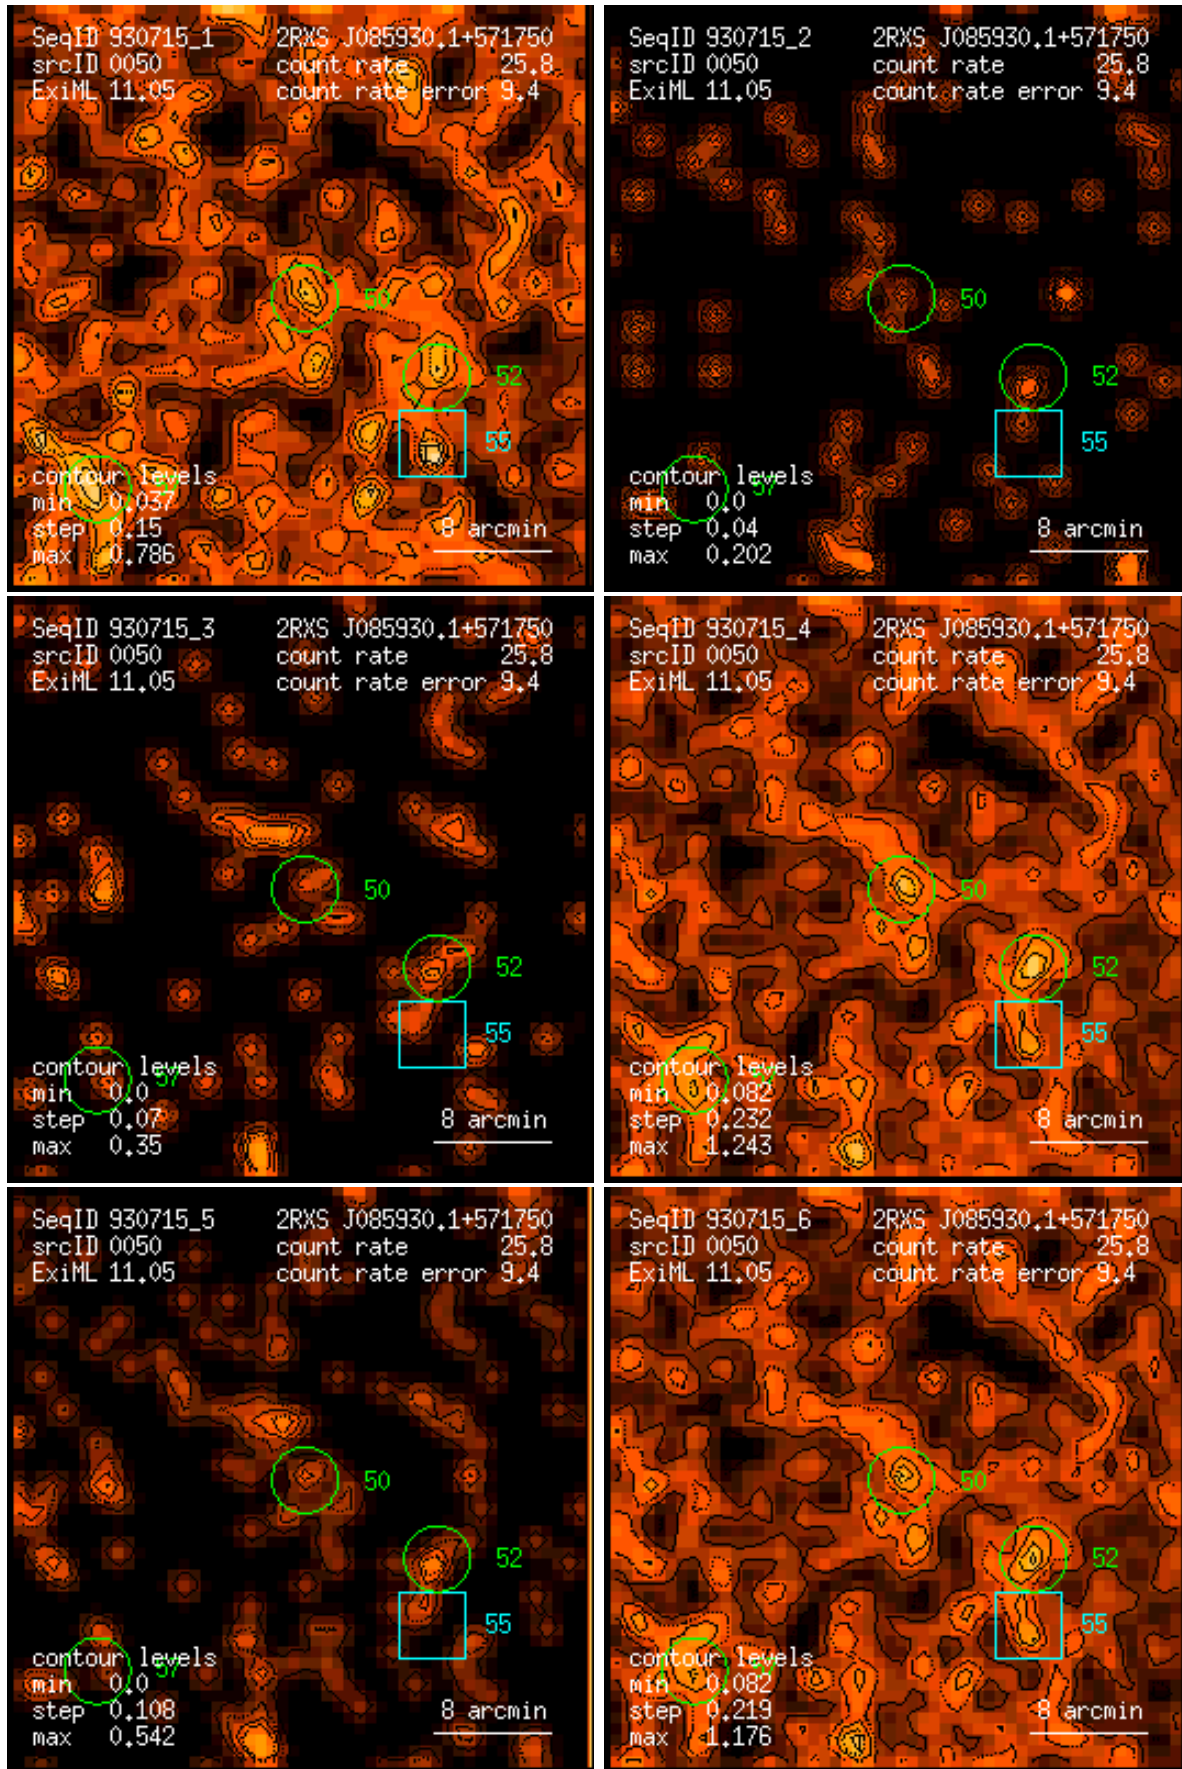 SeqID 930715_1 2RXS J085930.1+571750
srcID 0050 count rate 25.8
ExiML 11.05 count rate error 9.4
50
52
55
57
contour levels
min 0.037
step 0.15
max 0.786
8 arcmin
SeqID 930715_2 2RXS J085930.1+571750
srcID 0050 count rate 25.8
ExiML 11.05 count rate error 9.4
50
52
55
57
contour levels
min 0.0
step 0.04
max 0.202
8 arcmin
SeqID 930715_3 2RXS J085930.1+571750
srcID 0050 count rate 25.8
ExiML 11.05 count rate error 9.4
50
52
55
57
contour levels
min 0.0
step 0.07
max 0.35
8 arcmin
SeqID 930715_4 2RXS J085930.1+571750
srcID 0050 count rate 25.8
ExiML 11.05 count rate error 9.4
50
52
55
57
contour levels
min 0.082
step 0.232
max 1.243
8 arcmin
SeqID 930715_5 2RXS J085930.1+571750
srcID 0050 count rate 25.8
ExiML 11.05 count rate error 9.4
50
52
55
57
contour levels
min 0.0
step 0.108
max 0.542
8 arcmin
SeqID 930715_6 2RXS J085930.1+571750
srcID 0050 count rate 25.8
ExiML 11.05 count rate error 9.4
50
52
55
57
contour levels
min 0.082
step 0.219
max 1.176
8 arcmin